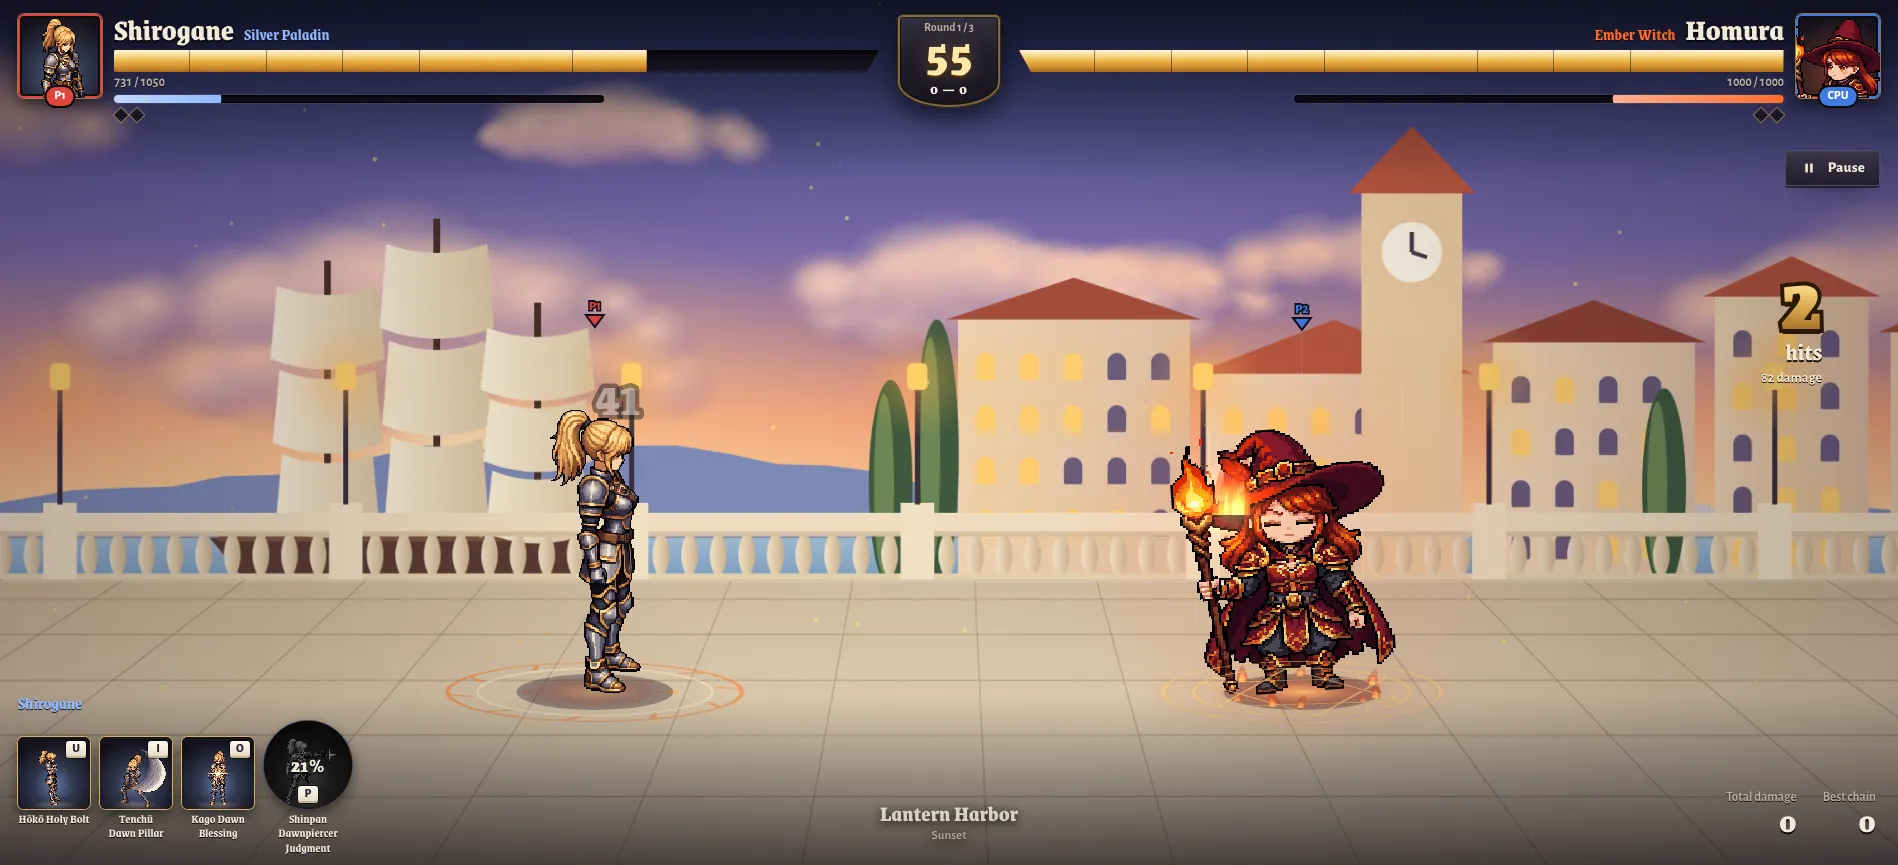 Shirogane Silver Paladin
731 / 1050
P1
Round 1 / 3
55
0 — 0
Ember Witch Homura
1000 / 1000
CPU
Pause
P1
P2
41
2
hits
82 damage
Shirogane
U
I
O
21%
P
Hōkō Holy Bolt
Tenchū
Dawn Pillar
Kago Dawn
Blessing
Shinpan
Dawnpiercer
Judgment
Lantern Harbor
Sunset
Total damage
0
Best chain
0